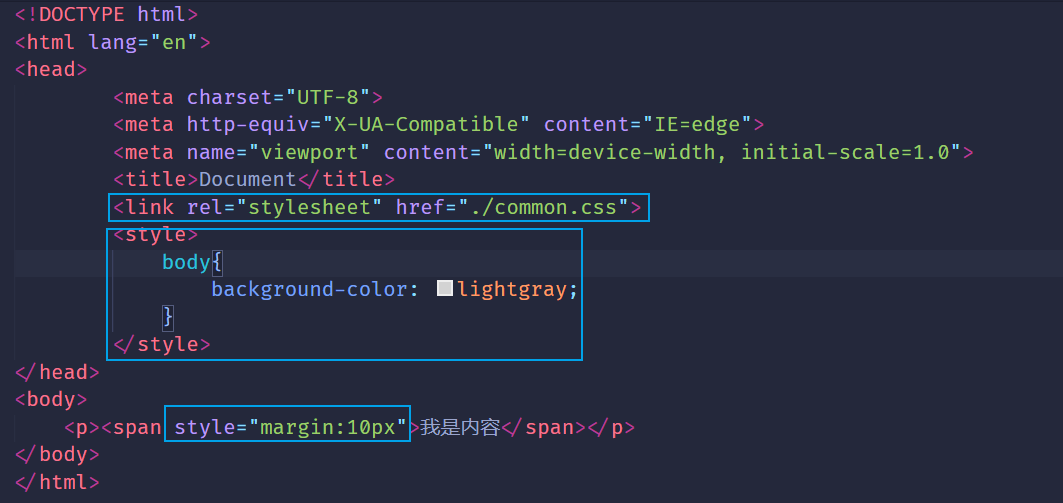 <!DOCTYPE html>
<html lang="en">
<head>
<meta charset="UTF-8">
<meta http-equiv="X-UA-Compatible" content="IE=edge">
<meta name="viewport" content="width=device-width, initial-scale=1.0">
<title>Document</title>
<link rel="stylesheet" href="./common.css">
<style>
body{
background-color: lightgray;
}
</style>
</head>
<body>
<p><span style="margin:10px">我是内容</span></p>
</body>
</html>